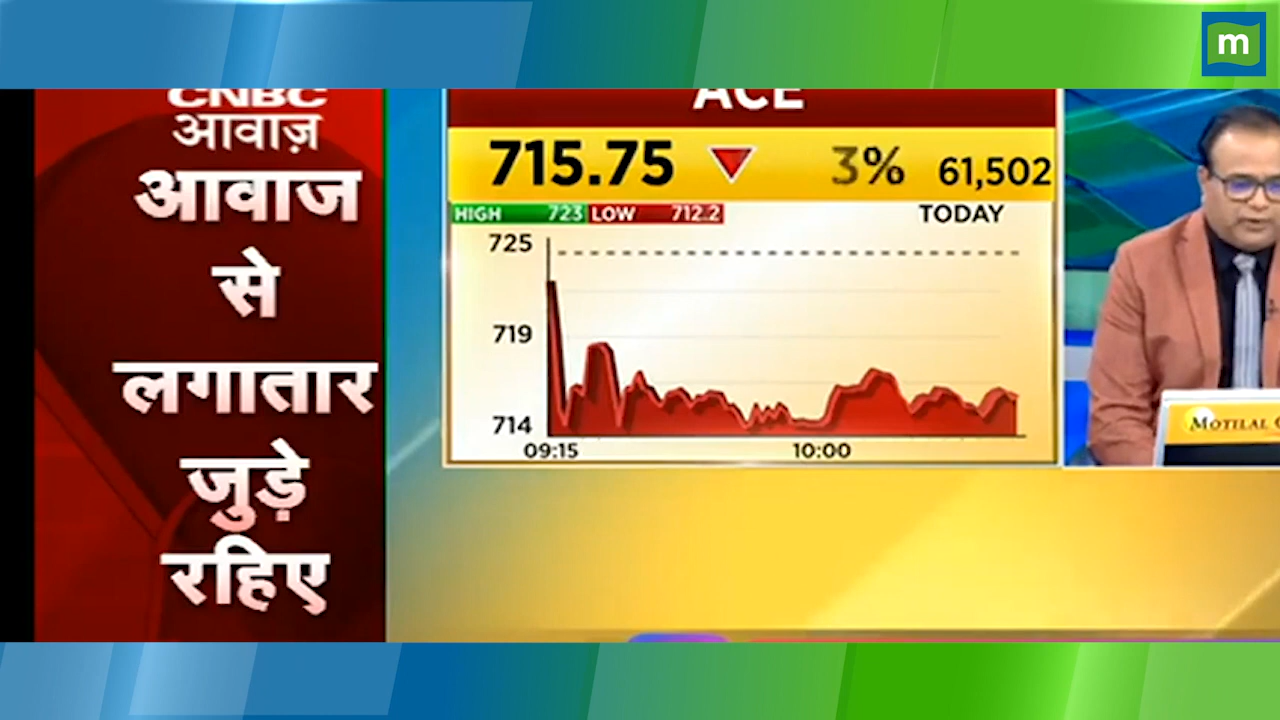 m
CNBC
आवाज़
आवाज
से
लगातार
जुड़े
रहिए
ACE
715.75 3% 61,502
HIGH 723 LOW 712.2 TODAY
725
719
714
09:15 10:00
MOTILAL